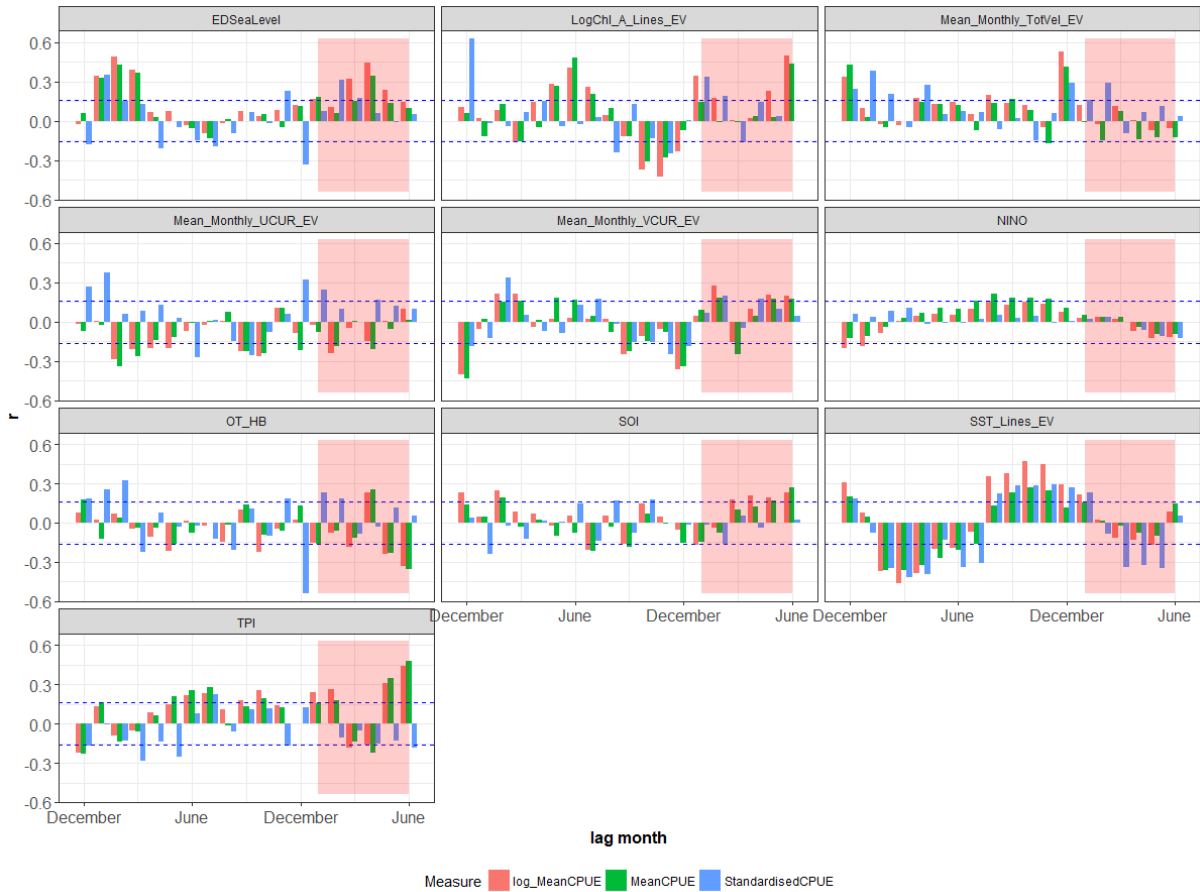 EDSeaLevel
LogChl_A_Lines_EV
Mean_Monthly_TotVel_EV
0.6
0.3
0.0
-0.3
-0.6
Mean_Monthly_UCUR_EV
Mean_Monthly_VCUR_EV
NINO
0.6
0.3
0.0
-0.3
-0.6
r
OT_HB
SOI
SST_Lines_EV
0.6
0.3
0.0
-0.3
-0.6
December June December June
December June December June
TPI
0.6
0.3
0.0
-0.3
-0.6
December June December June
lag month
Measure log_MeanCPUE MeanCPUE StandardisedCPUE